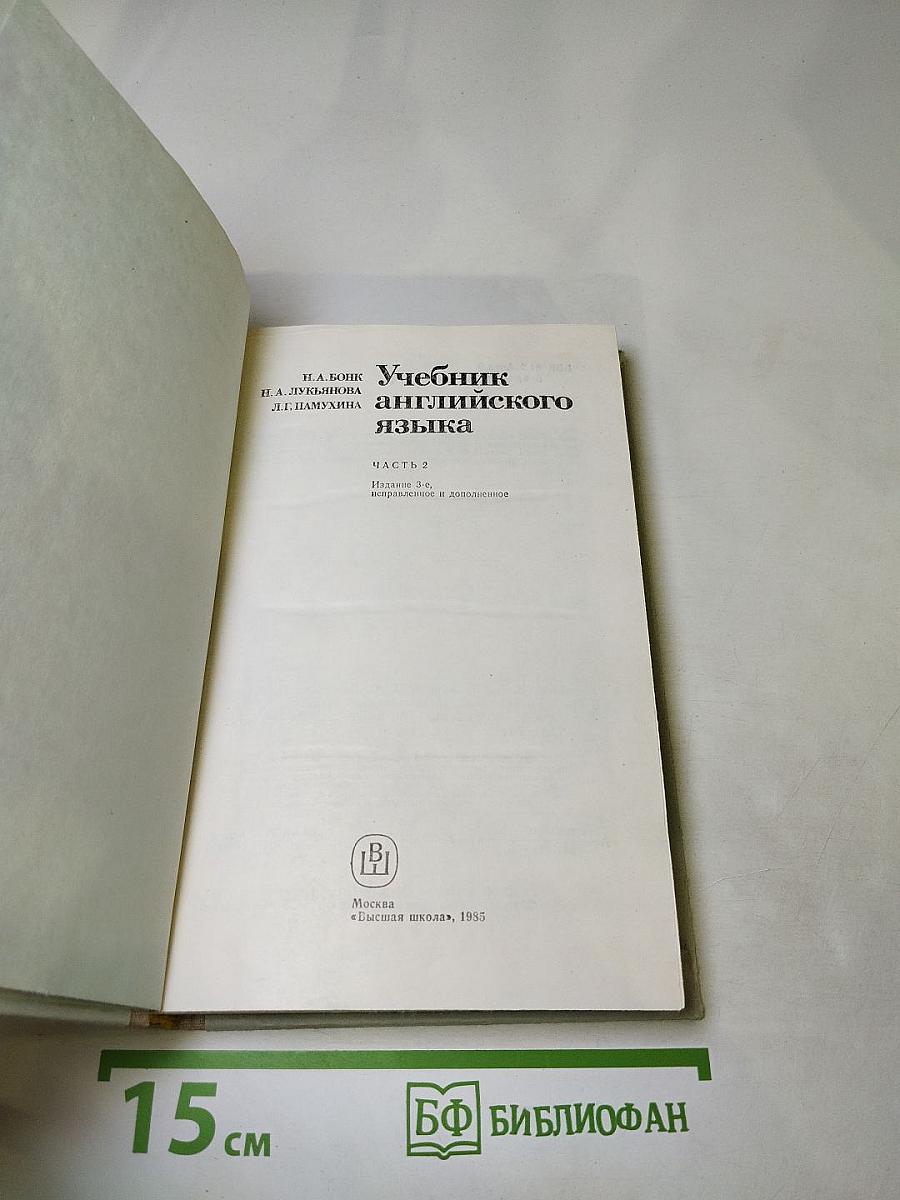 Н. А. БОНК
Н. А. ЛУКЬЯНОВА
Л. Г. ПАМУХИНА
Учебник
английского
языка
ЧАСТЬ 2
Издание 3-е,
исправленное и дополненное
ВШ
Москва
«Высшая школа», 1985
15 см
БФ БИБЛИОФАН